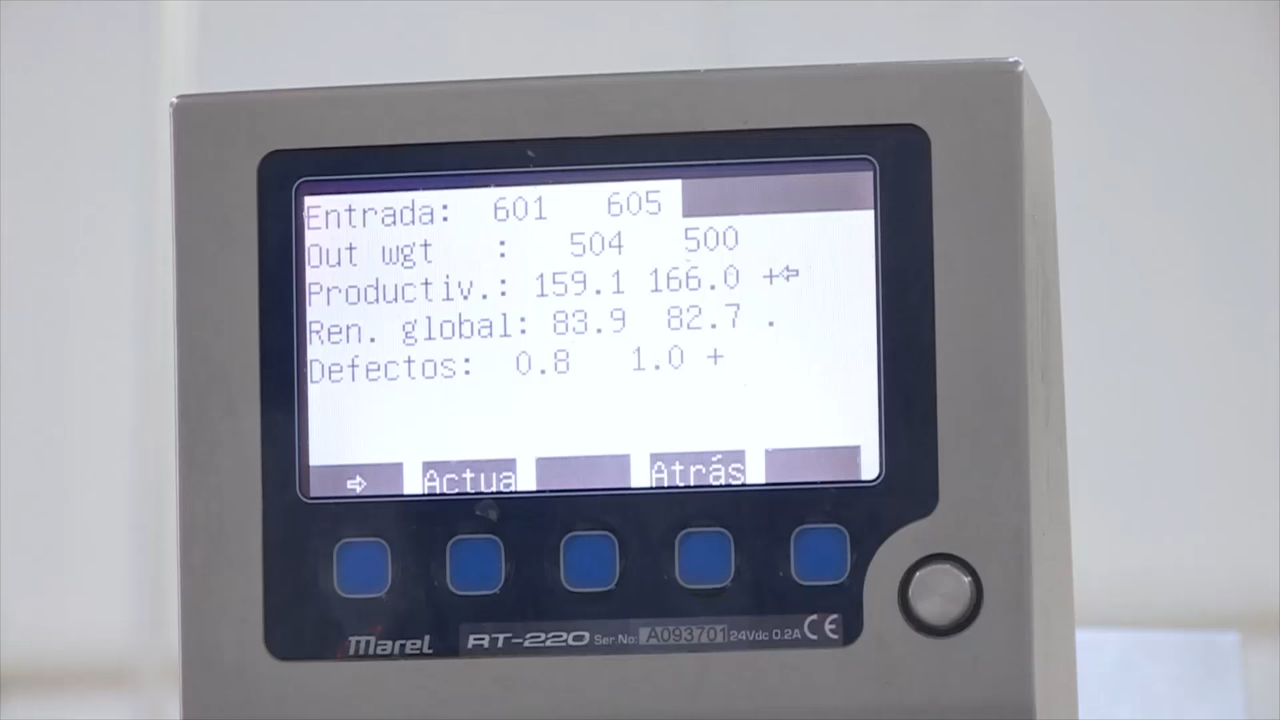 Entrada: 601 605
Out wgt : 504 500
Productiv.: 159.1 166.0 +⇦
Ren. global: 83.9 82.7 .
Defectos: 0.8 1.0 +
⇨ Actua Atrás
Marel RT-220 Ser.No: A093701 24Vdc 0.2A CE